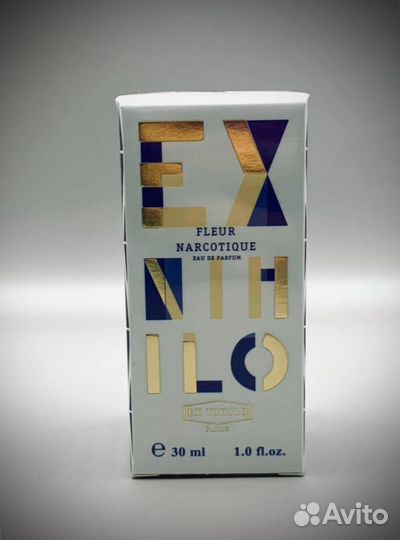 EX
FLEUR
NARCOTIQUE
EAU DE PARFUM
NIH
ILO
EX NIHILO
PARIS
e 30 ml 1.0 fl.oz.
Avito